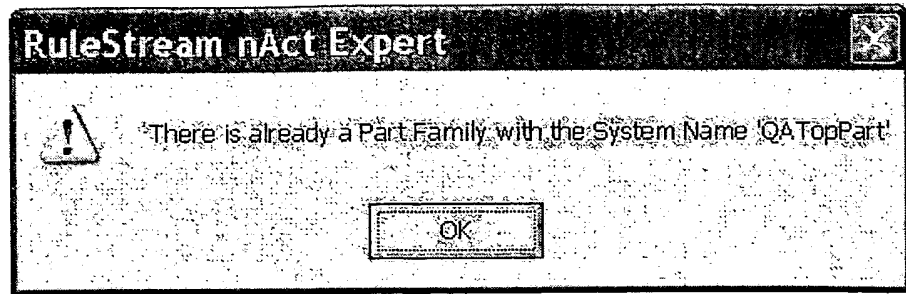 RuleStream nAct Expert
There is already a Part Family with the System Name 'QATopPart'
OK